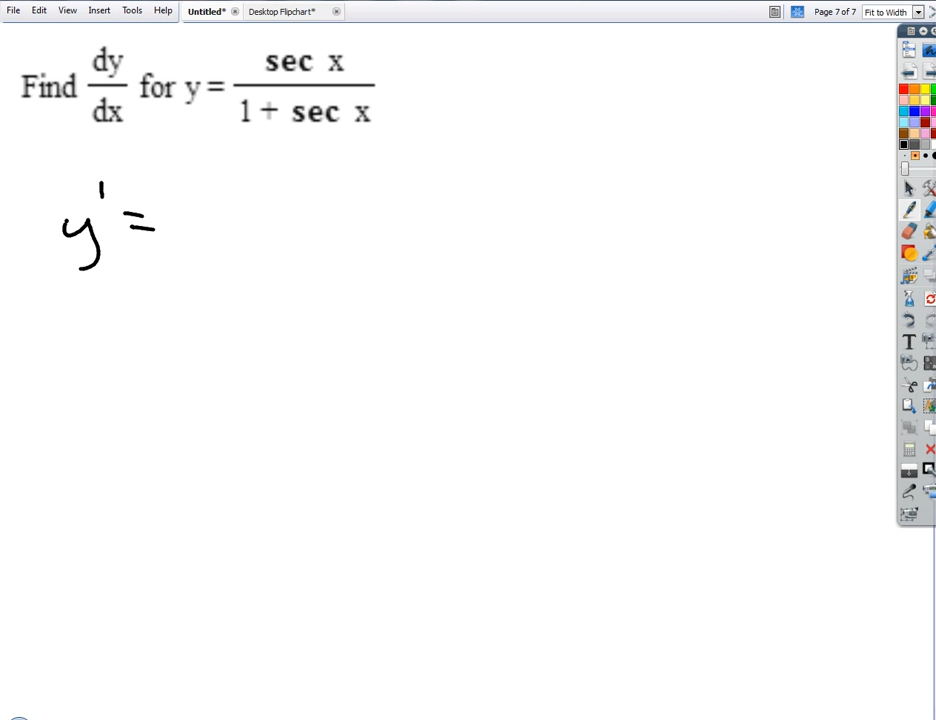 File Edit View Insert Tools Help Untitled* Desktop Flipchart* Page 7 of 7 Fit to Width
Find dy/dx for y = sec x / 1 + sec x
y' =